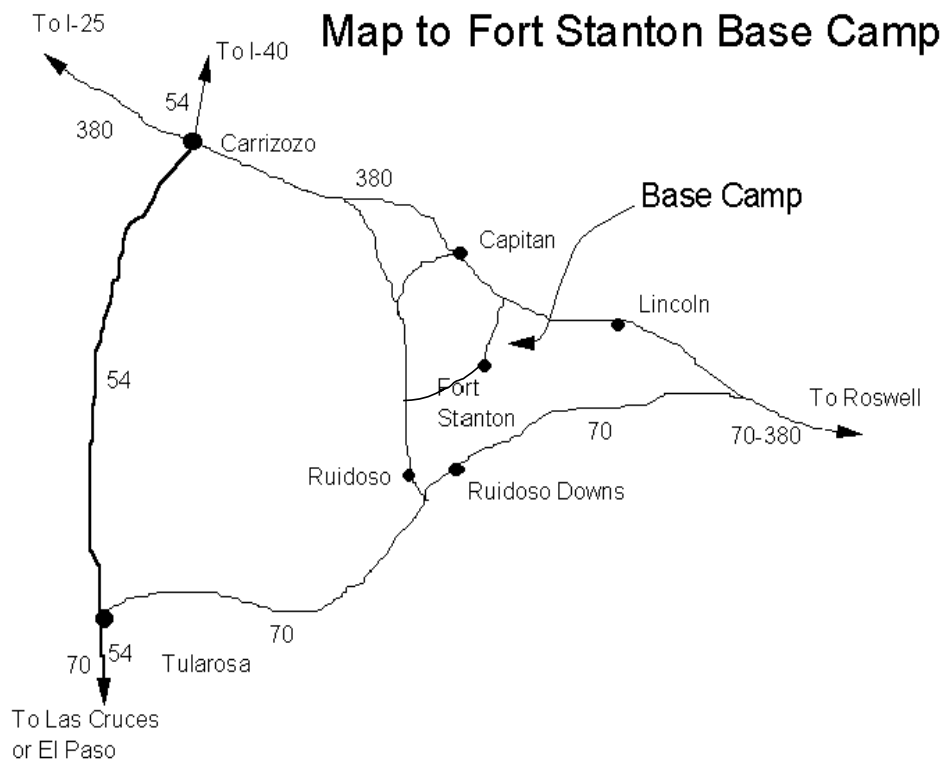 Map to Fort Stanton Base Camp
To I-25
To I-40
54
380
Carrizozo
380
Base Camp
Capitan
Lincoln
54
Fort
Stanton
To Roswell
70
70-380
Ruidoso
Ruidoso Downs
70
70
54
Tularosa
To Las Cruces
or El Paso